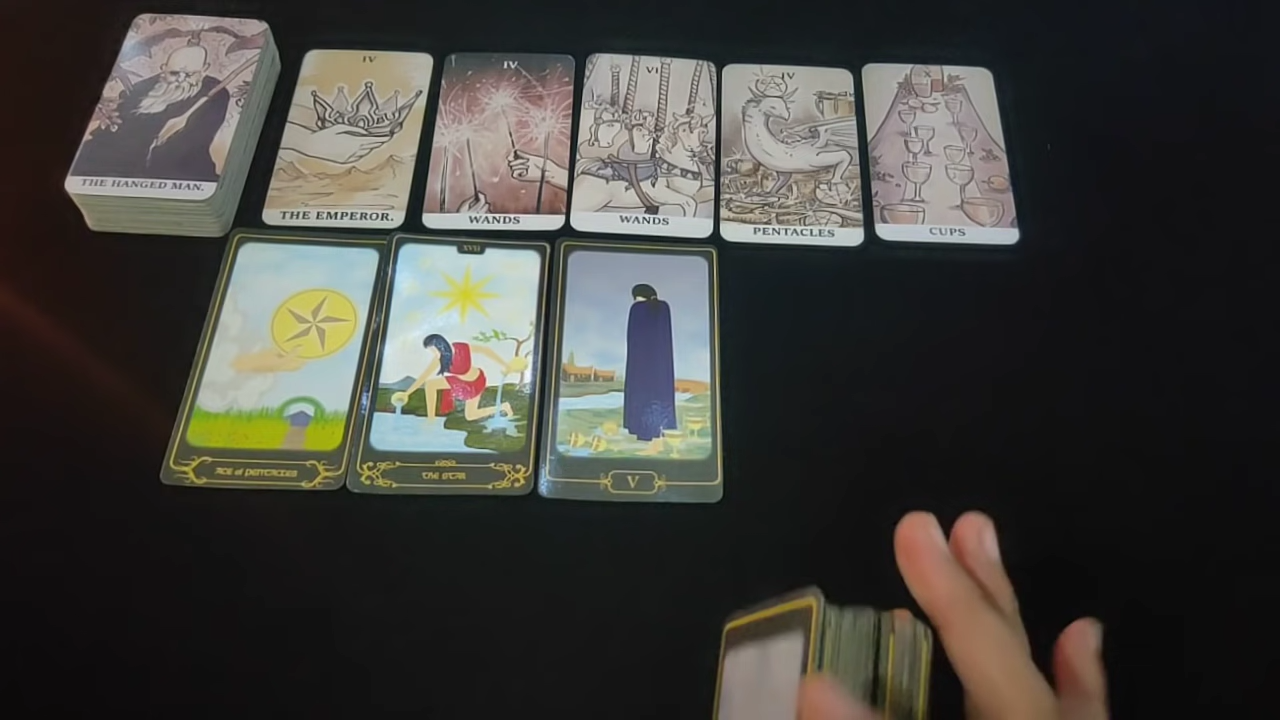 THE HANGED MAN.
IV
THE EMPEROR.
IV
WANDS
VI
WANDS
IV
PENTACLES
X
CUPS
ACE of PENTACLES
XVII
THE STAR
V